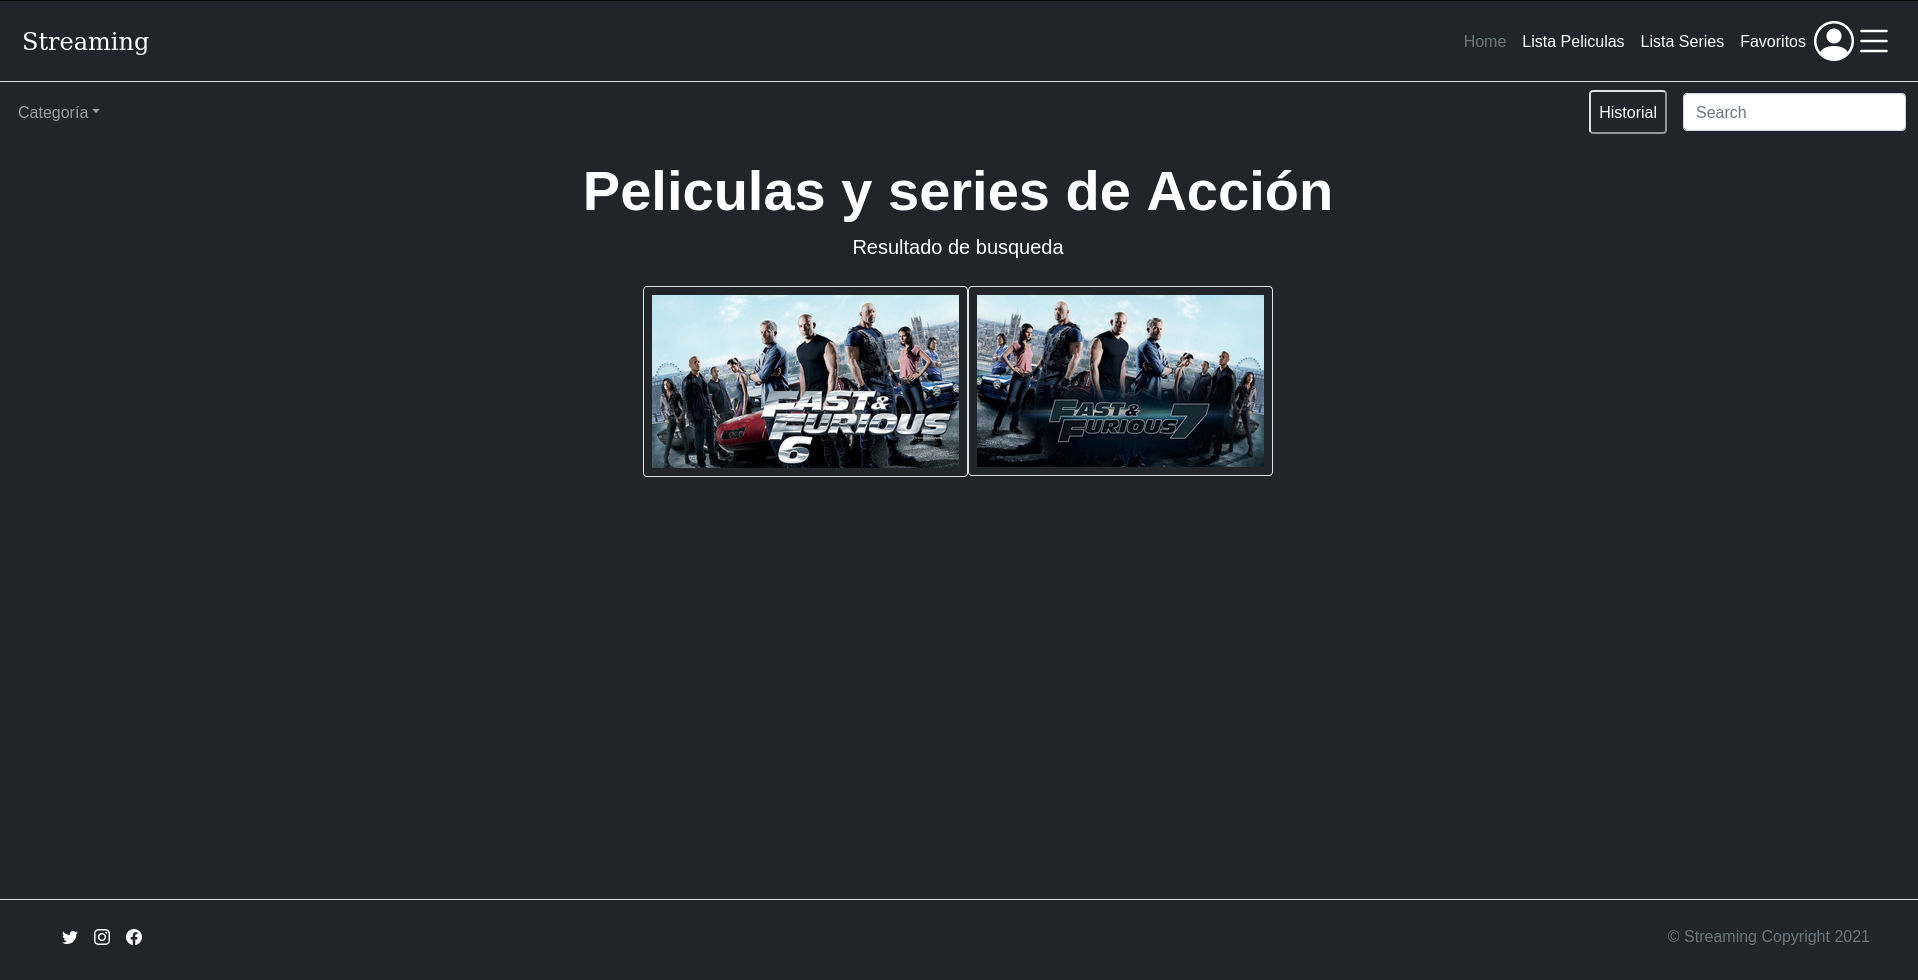 Streaming
Home Lista Peliculas Lista Series Favoritos
Categoría
Historial
Search
Peliculas y series de Acción
Resultado de busqueda
FAST &
FURIOUS
6
FAST &
FURIOUS 7
© Streaming Copyright 2021